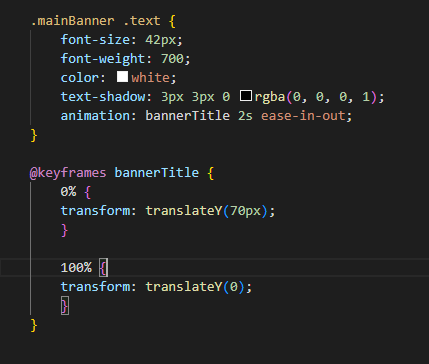 .mainBanner .text {
    font-size: 42px;
    font-weight: 700;
    color: white;
    text-shadow: 3px 3px 0 rgba(0, 0, 0, 1);
    animation: bannerTitle 2s ease-in-out;
}

@keyframes bannerTitle {
    0% {
    transform: translateY(70px);
    }

    100% {
    transform: translateY(0);
    }
}